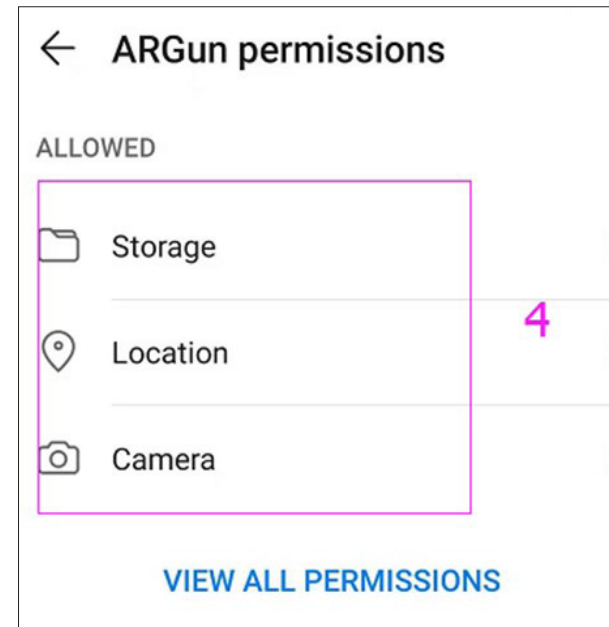 ARGun permissions
ALLOWED
Storage
4
Location
Camera
VIEW ALL PERMISSIONS